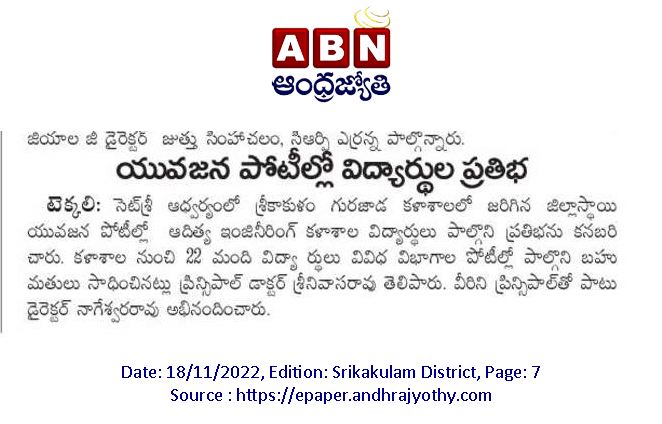 ABN
ఆంధ్రజ్యోతి
జియాల జీ డైరెక్టర్ జుత్తు సింహాచలం, సీఆర్పి ఎర్రన్న పాల్గొన్నారు.
యువజన పోటీల్లో విద్యార్థుల ప్రతిభ
టెక్కలి: సెట్‌శ్రీ ఆధ్వర్యంలో శ్రీకాకుళం గురజాడ కళాశాలలో జరిగిన జిల్లాస్థాయి
యువజన పోటీల్లో ఆదిత్య ఇంజినీరింగ్ కళాశాల విద్యార్థులు పాల్గొని ప్రతిభను కనబరి
చారు. కళాశాల నుంచి 22 మంది విద్యా ర్థులు వివిధ విభాగాల పోటీల్లో పాల్గొని బహు
మతులు సాధించినట్లు ప్రిన్సిపాల్ డాక్టర్ శ్రీనివాసరావు తెలిపారు. వీరిని ప్రిన్సిపాల్‌తో పాటు
డైరెక్టర్ నాగేశ్వరరావు అభినందించారు.
Date: 18/11/2022, Edition: Srikakulam District, Page: 7
Source : https://epaper.andhrajyothy.com